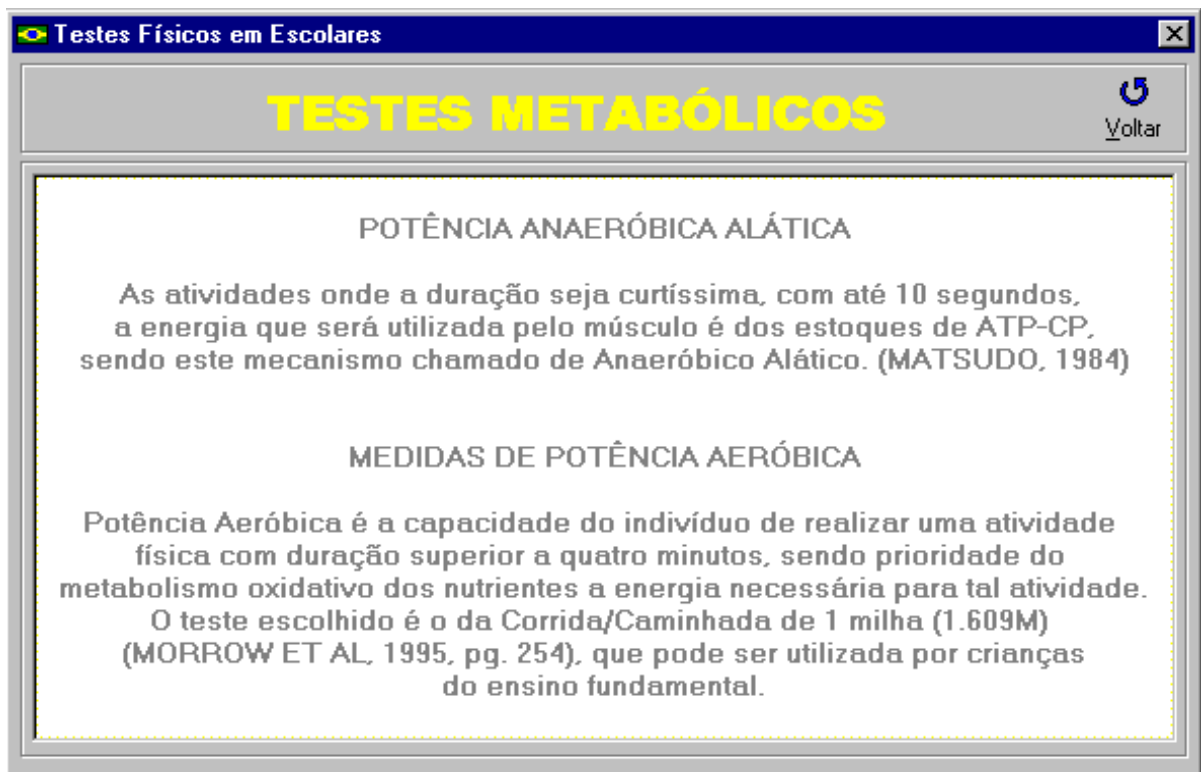 Testes Físicos em Escolares
TESTES METABÓLICOS
Voltar
POTÊNCIA ANAERÓBICA ALÁTICA
As atividades onde a duração seja curtíssima, com até 10 segundos,
a energia que será utilizada pelo músculo é dos estoques de ATP-CP,
sendo este mecanismo chamado de Anaeróbico Alático. (MATSUDO, 1984)
MEDIDAS DE POTÊNCIA AERÓBICA
Potência Aeróbica é a capacidade do indivíduo de realizar uma atividade
física com duração superior a quatro minutos, sendo prioridade do
metabolismo oxidativo dos nutrientes a energia necessária para tal atividade.
O teste escolhido é o da Corrida/Caminhada de 1 milha (1.609M)
(MORROW ET AL, 1995, pg. 254), que pode ser utilizada por crianças
do ensino fundamental.